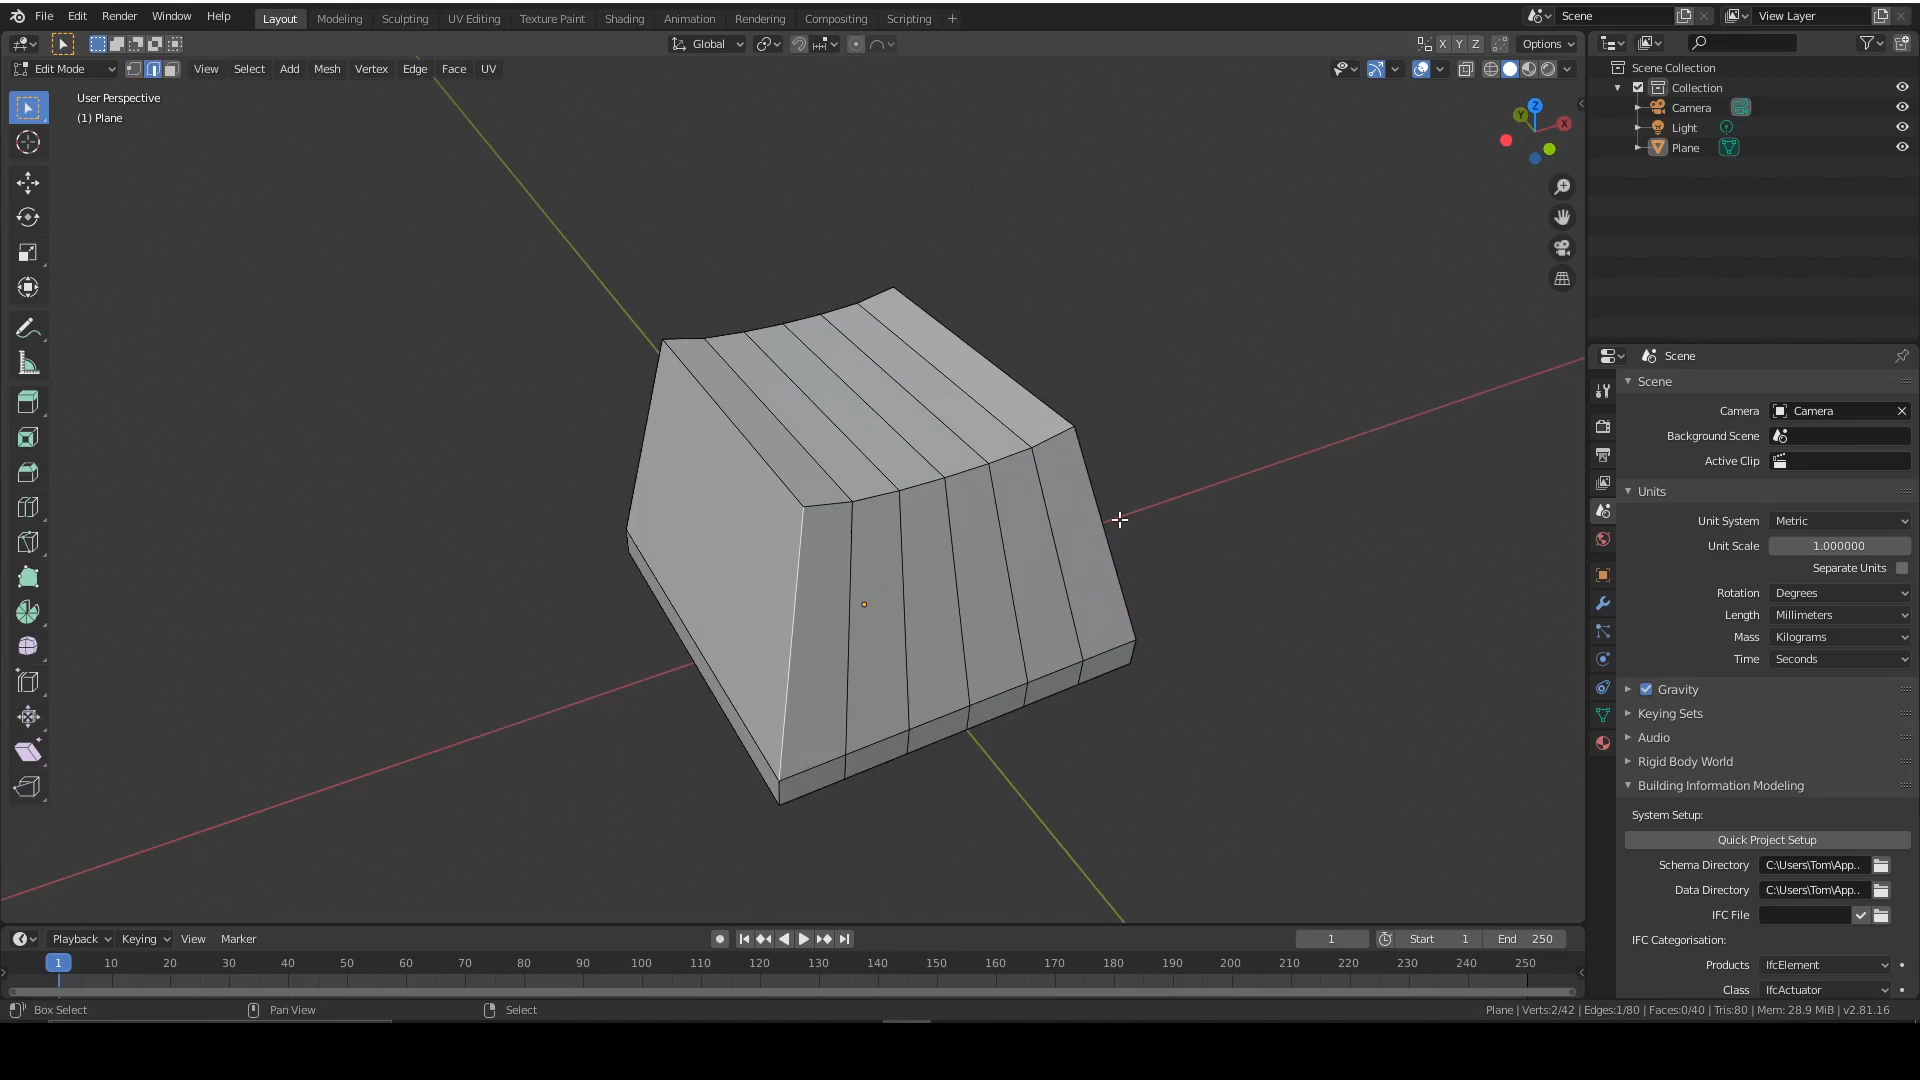 File Edit Render Window Help Layout Modeling Sculpting UV Editing Texture Paint Shading Animation Rendering Compositing Scripting + Scene View Layer
Global X Y Z Options
Edit Mode View Select Add Mesh Vertex Edge Face UV
User Perspective
(1) Plane
Z
Y
X
Scene Collection
Collection
Camera
Light
Plane
Scene
Scene
Camera Camera
Background Scene
Active Clip
Units
Unit System Metric
Unit Scale 1.000000
Separate Units
Rotation Degrees
Length Millimeters
Mass Kilograms
Time Seconds
Gravity
Keying Sets
Audio
Rigid Body World
Building Information Modeling
System Setup:
Quick Project Setup
Schema Directory C:\Users\Tom\App..
Data Directory C:\Users\Tom\App..
IFC File
IFC Categorisation:
Products IfcElement
Class IfcActuator
Playback Keying View Marker 1 Start 1 End 250
1 10 20 30 40 50 60 70 80 90 100 110 120 130 140 150 160 170 180 190 200 210 220 230 240 250
Box Select Pan View Select Plane | Verts:2/42 | Edges:1/80 | Faces:0/40 | Tris:80 | Mem: 28.9 MiB | v2.81.16